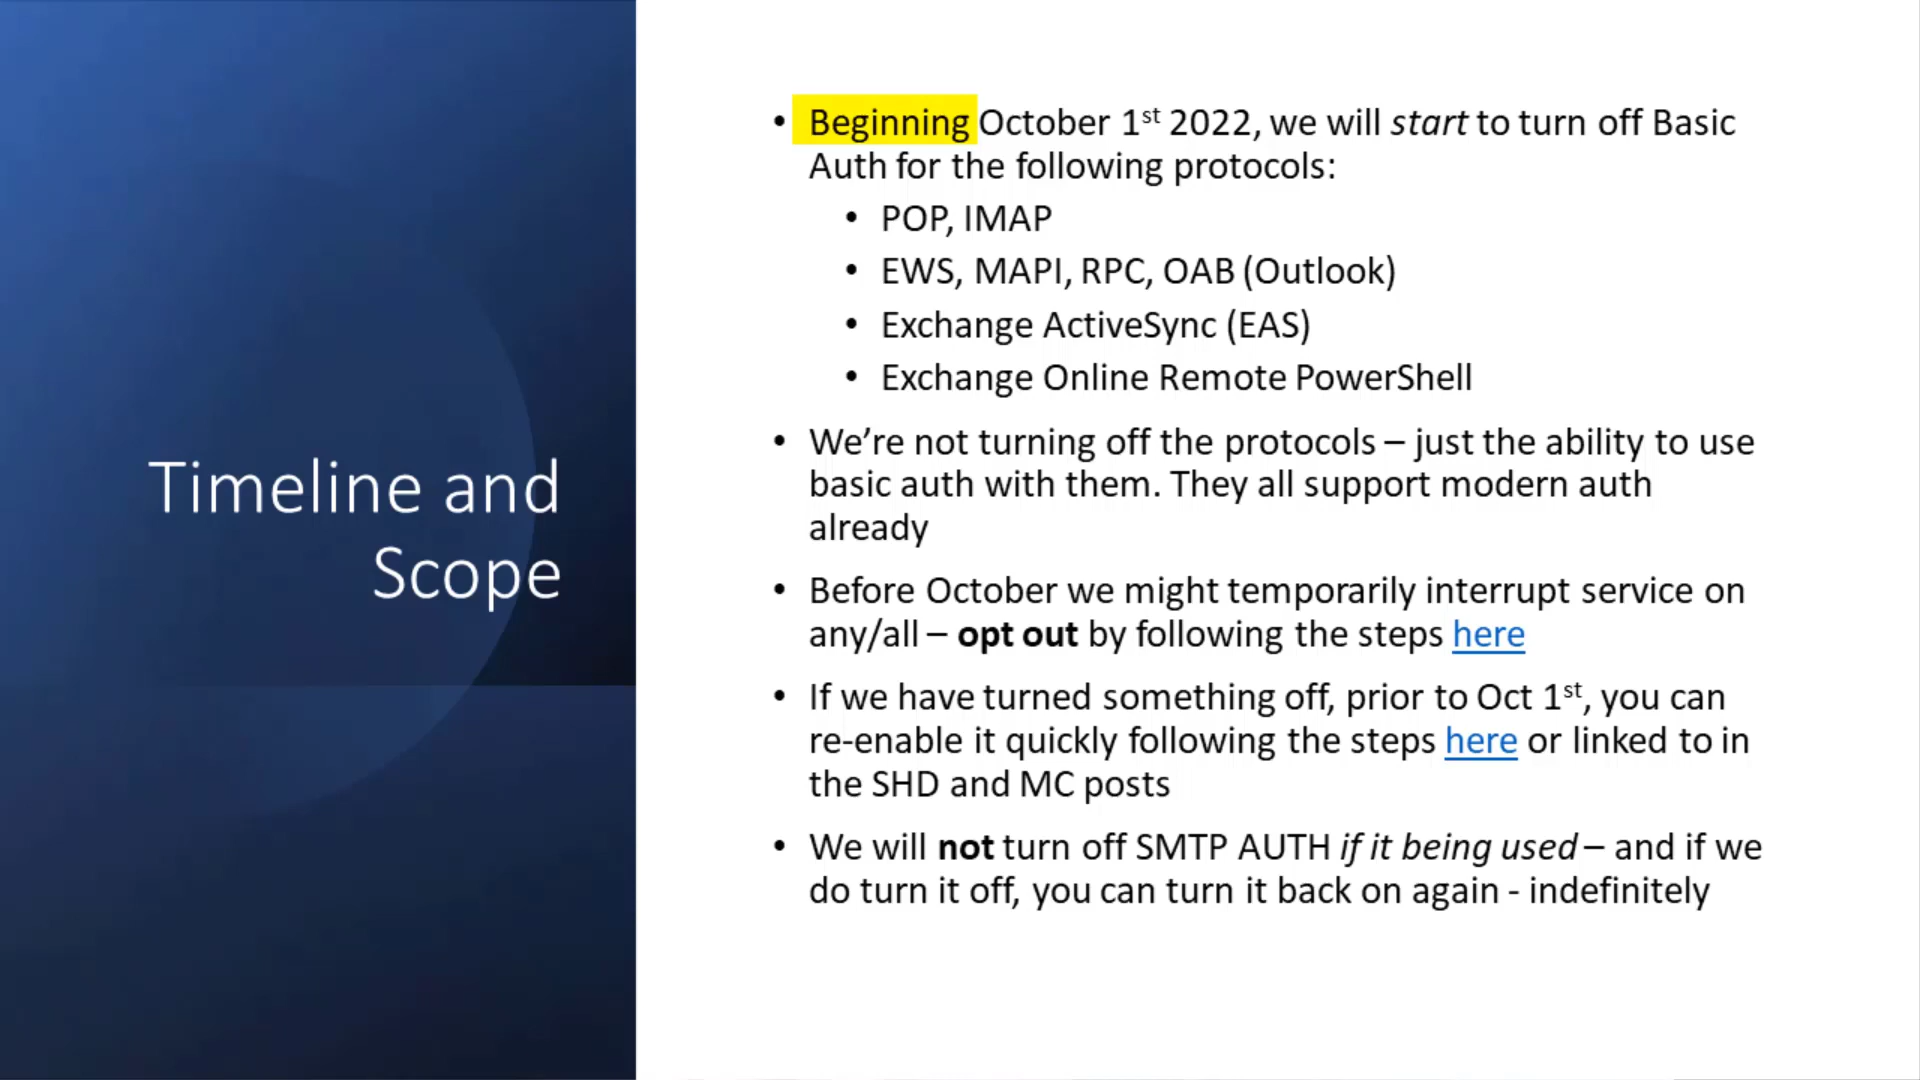 Timeline and
Scope
• Beginning October 1st 2022, we will start to turn off Basic
Auth for the following protocols:
• POP, IMAP
• EWS, MAPI, RPC, OAB (Outlook)
• Exchange ActiveSync (EAS)
• Exchange Online Remote PowerShell
• We’re not turning off the protocols – just the ability to use
basic auth with them. They all support modern auth
already
• Before October we might temporarily interrupt service on
any/all – opt out by following the steps here
• If we have turned something off, prior to Oct 1st, you can
re-enable it quickly following the steps here or linked to in
the SHD and MC posts
• We will not turn off SMTP AUTH if it being used – and if we
do turn it off, you can turn it back on again - indefinitely